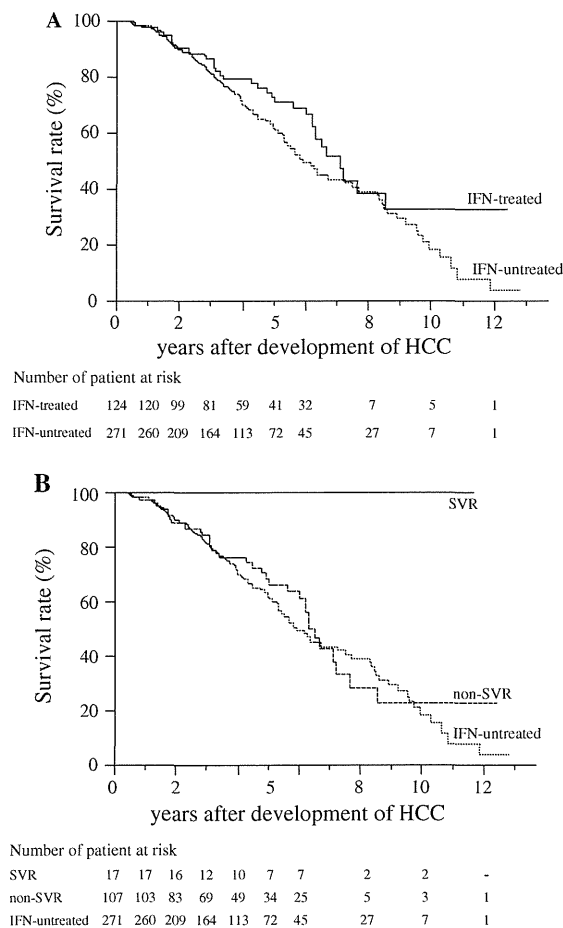 A
100
80
60
40
20
0
Survival rate (%)
IFN-treated
IFN-untreated
0 2 5 8 10 12
years after development of HCC
Number of patient at risk
IFN-treated 124 120 99 81 59 41 32 7 5 1
IFN-untreated 271 260 209 164 113 72 45 27 7 1
B
100
80
60
40
20
0
Survival rate (%)
SVR
non-SVR
IFN-untreated
0 2 5 8 10 12
years after development of HCC
Number of patient at risk
SVR 17 17 16 12 10 7 7 2 2 -
non-SVR 107 103 83 69 49 34 25 5 3 1
IFN-untreated 271 260 209 164 113 72 45 27 7 1